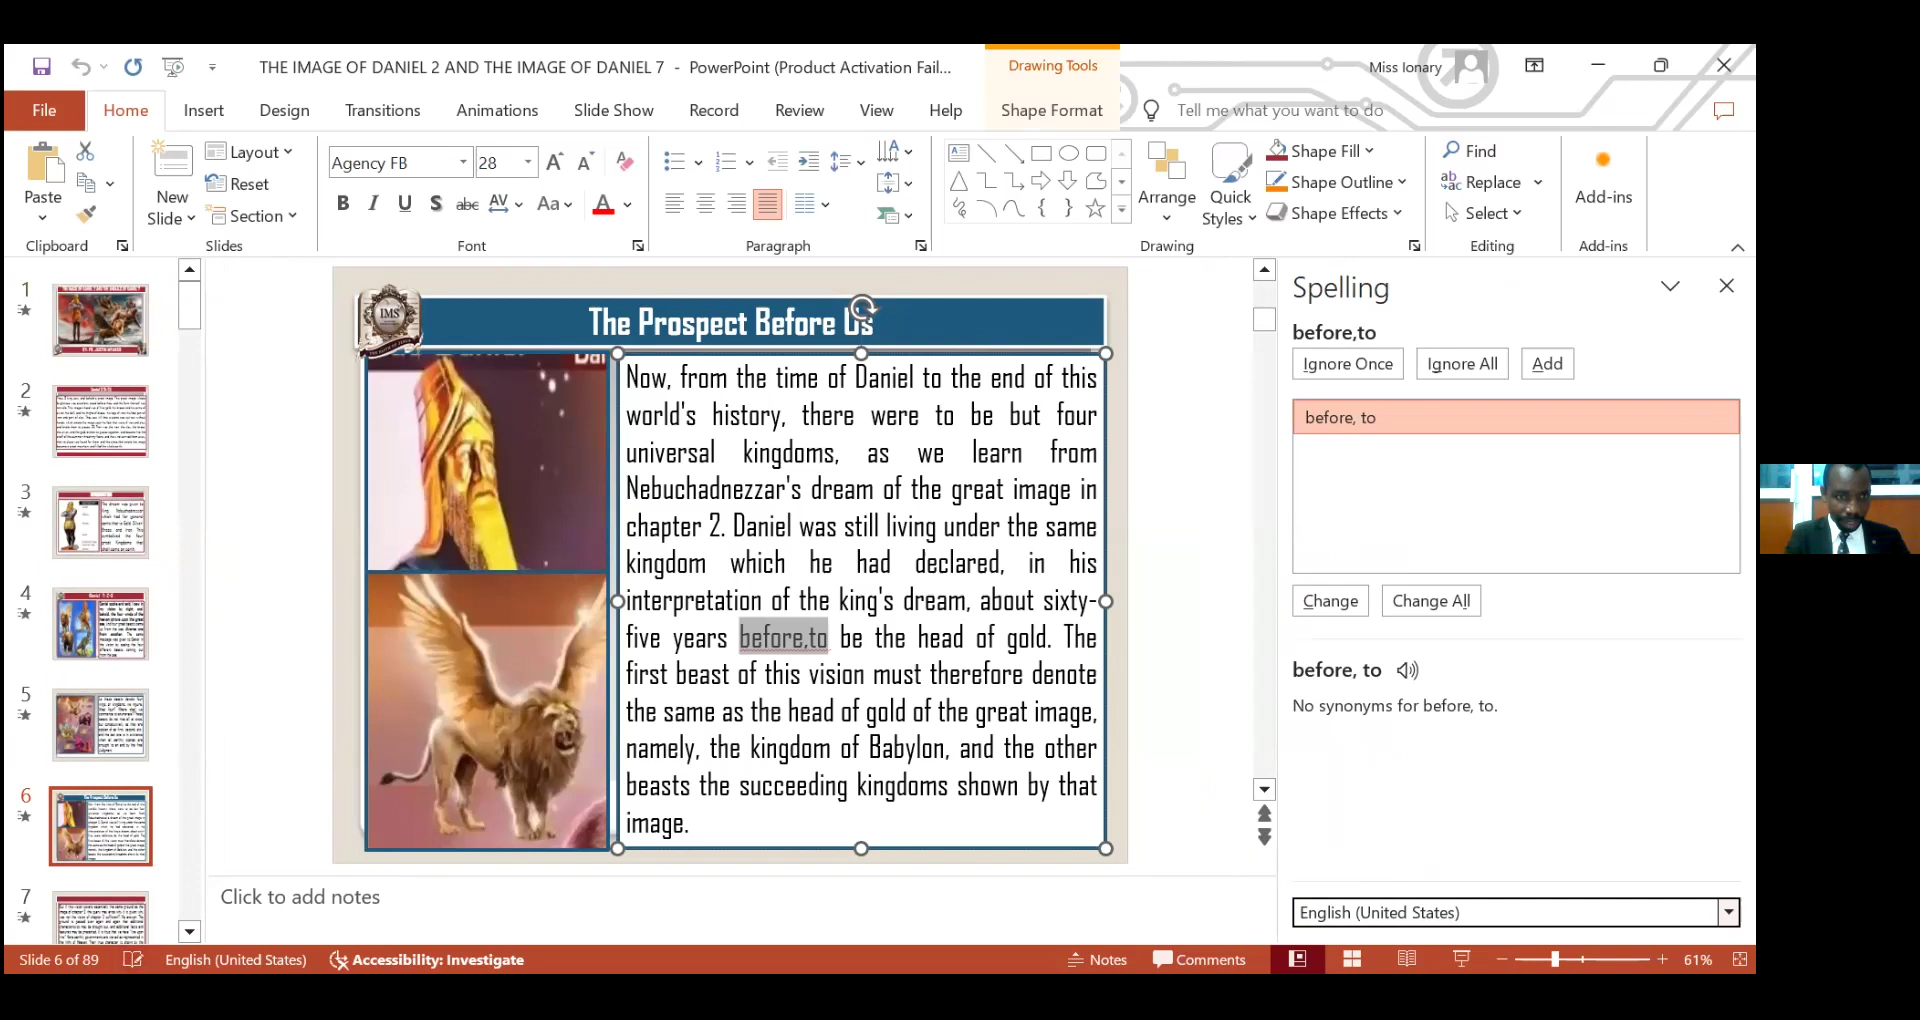 THE IMAGE OF DANIEL 2 AND THE IMAGE OF DANIEL 7 - PowerPoint (Product Activation Fail...
Drawing Tools
Miss Ionary
File Home Insert Design Transitions Animations Slide Show Record Review View Help Shape Format Tell me what you want to do
Paste
New Slide
Layout
Reset
Section
Agency FB 28
B I U S abc AV Aa A
Arrange
Quick Styles
Shape Fill
Shape Outline
Shape Effects
Find
Replace
Select
Add-ins
Clipboard Slides Font Paragraph Drawing Editing Add-ins
1
2
3
4
5
6
7
IMS
The Prospect Before Us
Now, from the time of Daniel to the end of this
world's history, there were to be but four
universal kingdoms, as we learn from
Nebuchadnezzar's dream of the great image in
chapter 2. Daniel was still living under the same
kingdom which he had declared, in his
interpretation of the king's dream, about sixty-
five years before,to be the head of gold. The
first beast of this vision must therefore denote
the same as the head of gold of the great image,
namely, the kingdom of Babylon, and the other
beasts the succeeding kingdoms shown by that
image.
Click to add notes
Spelling
before,to
Ignore Once Ignore All Add
before, to
Change Change All
before, to
No synonyms for before, to.
English (United States)
Slide 6 of 89 English (United States) Accessibility: Investigate Notes Comments 61%